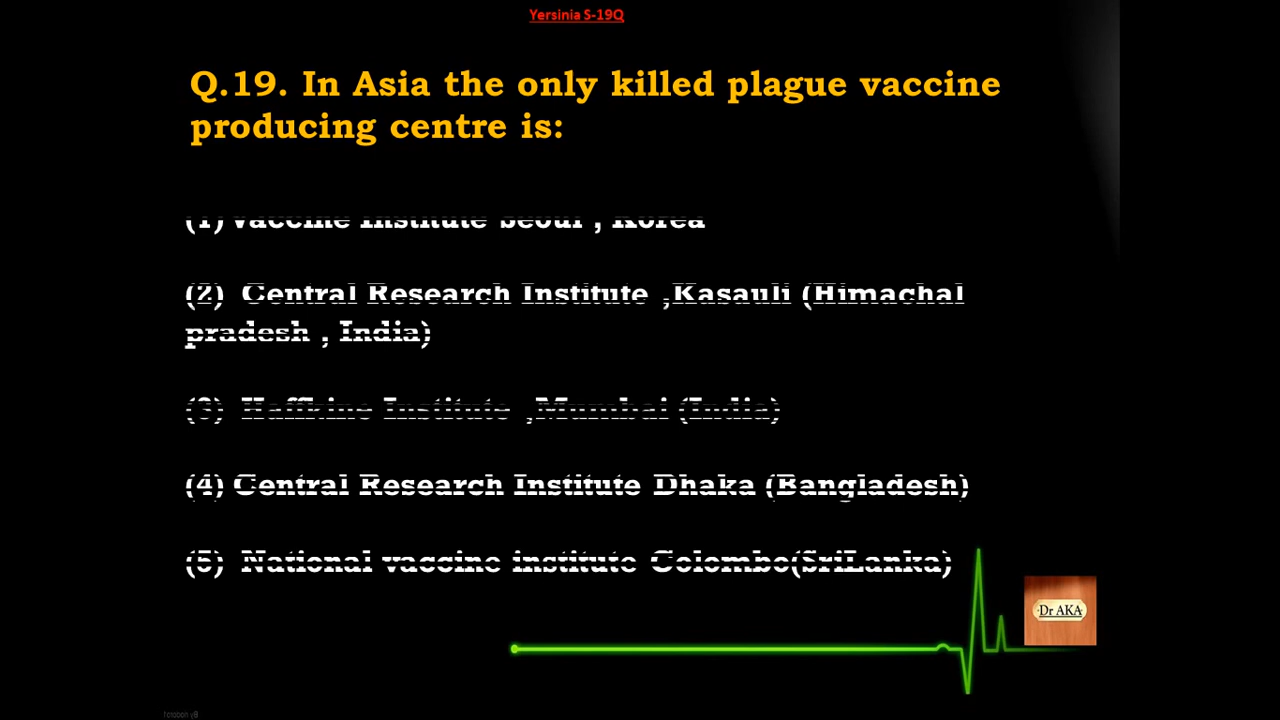 Yersinia S-19Q
Q.19. In Asia the only killed plague vaccine
producing centre is:
(1) Vaccine Institute seoul , Korea
(2) Central Research Institute ,Kasauli (Himachal
pradesh , India)
(3) Haffkine Institute ,Mumbai (India)
(4) Central Research Institute Dhaka (Bangladesh)
(5) National vaccine institute Colombo(SriLanka)
Dr AKA